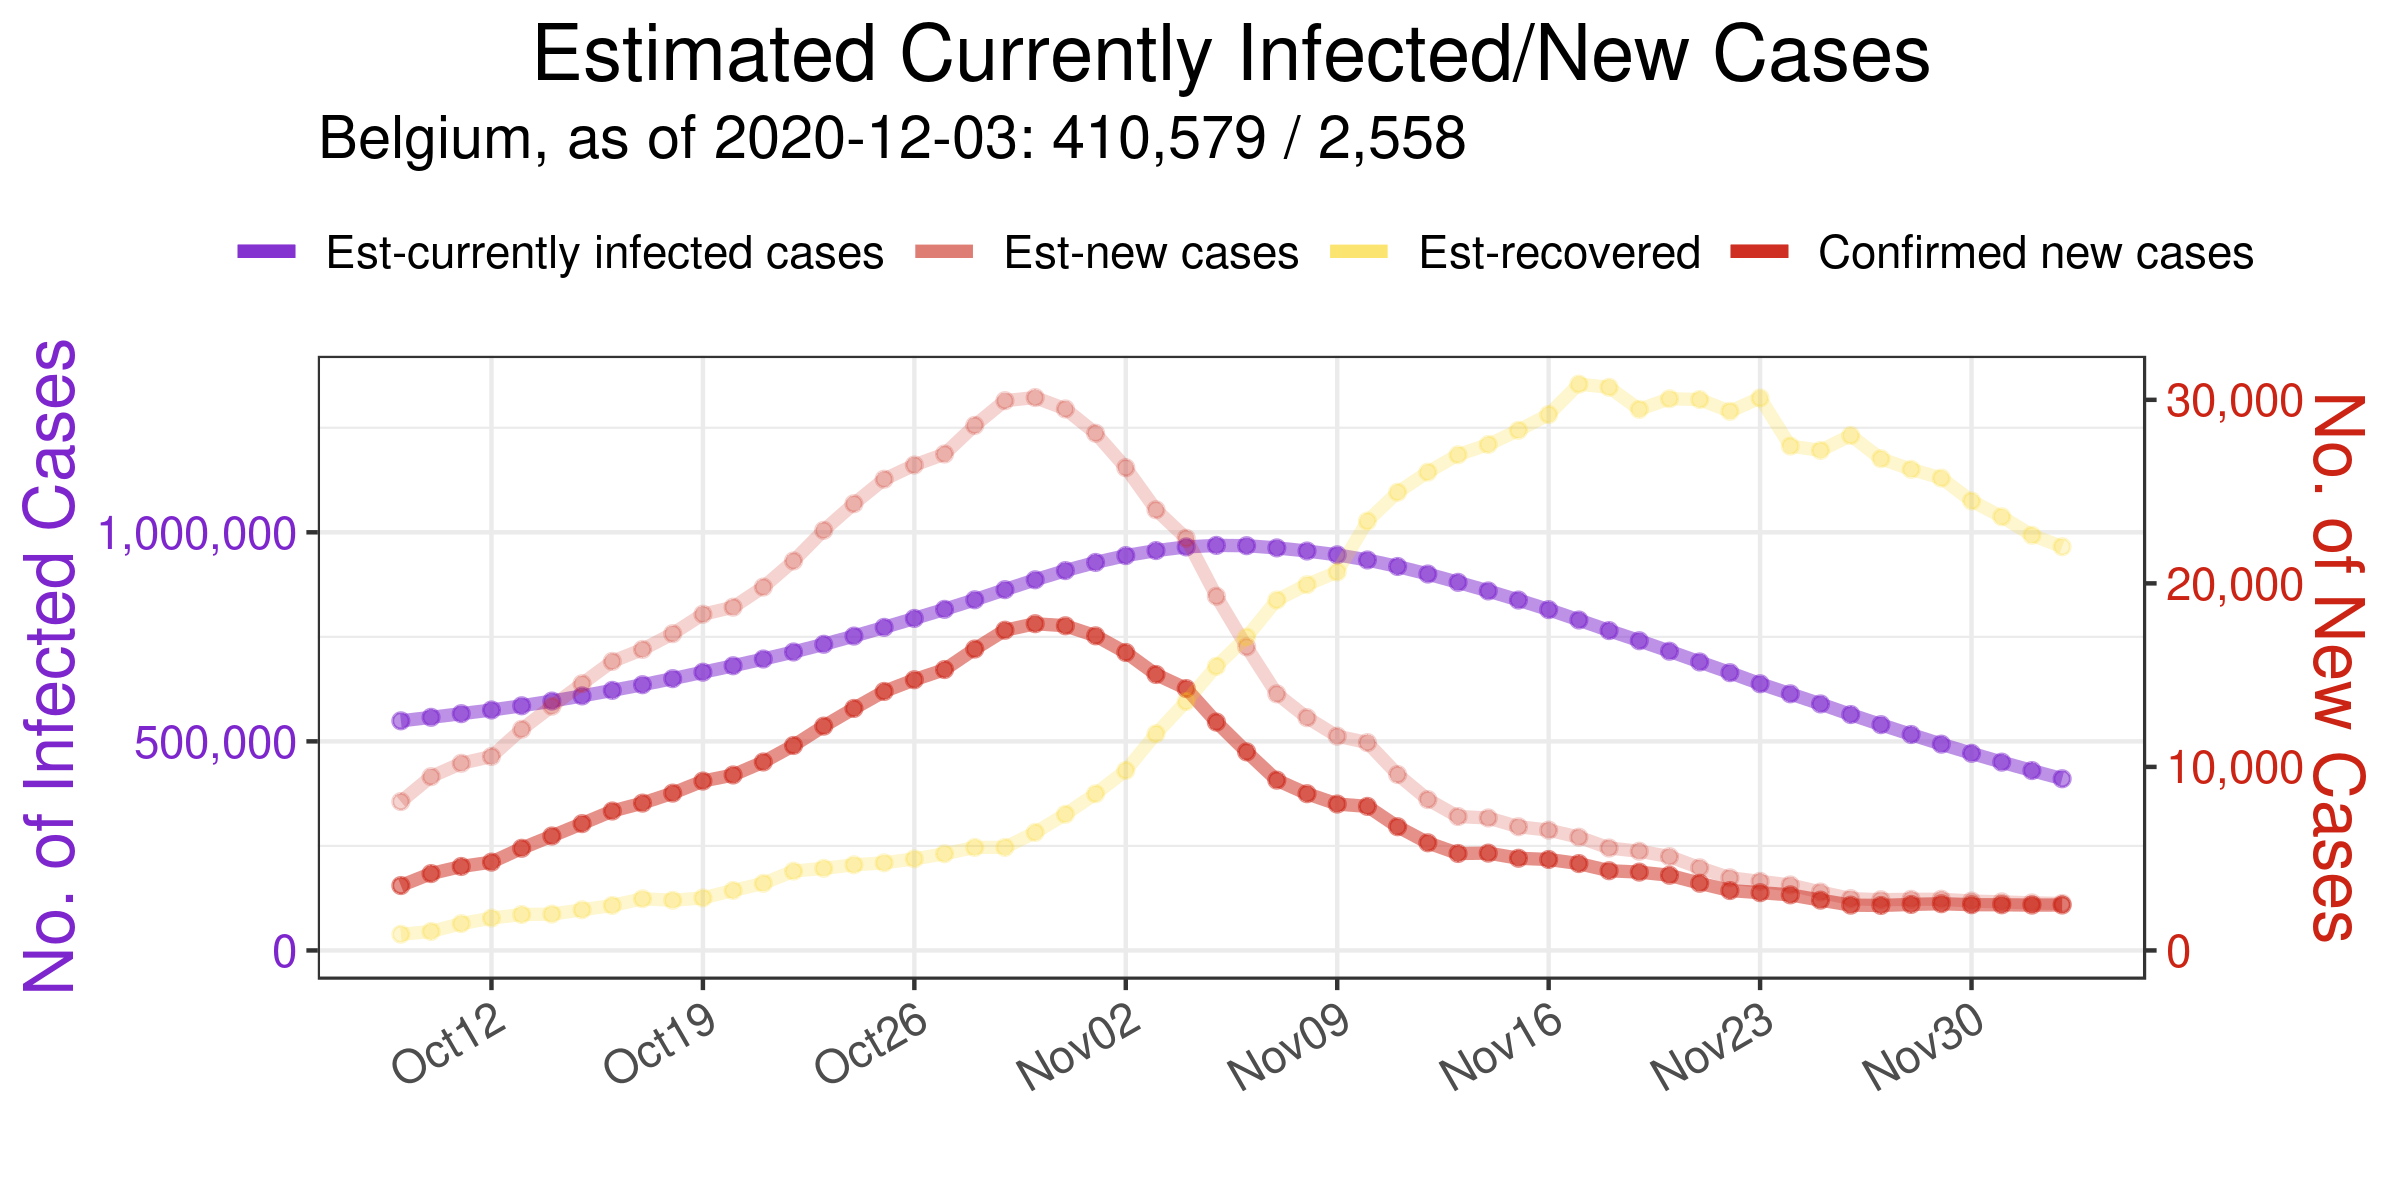 Estimated Currently Infected/New Cases
Belgium, as of 2020-12-03: 410,579 / 2,558
Est-currently infected cases Est-new cases Est-recovered Confirmed new cases
No. of Infected Cases
1,000,000
500,000
0
30,000
20,000
10,000
0
No. of New Cases
Oct12 Oct19 Oct26 Nov02 Nov09 Nov16 Nov23 Nov30